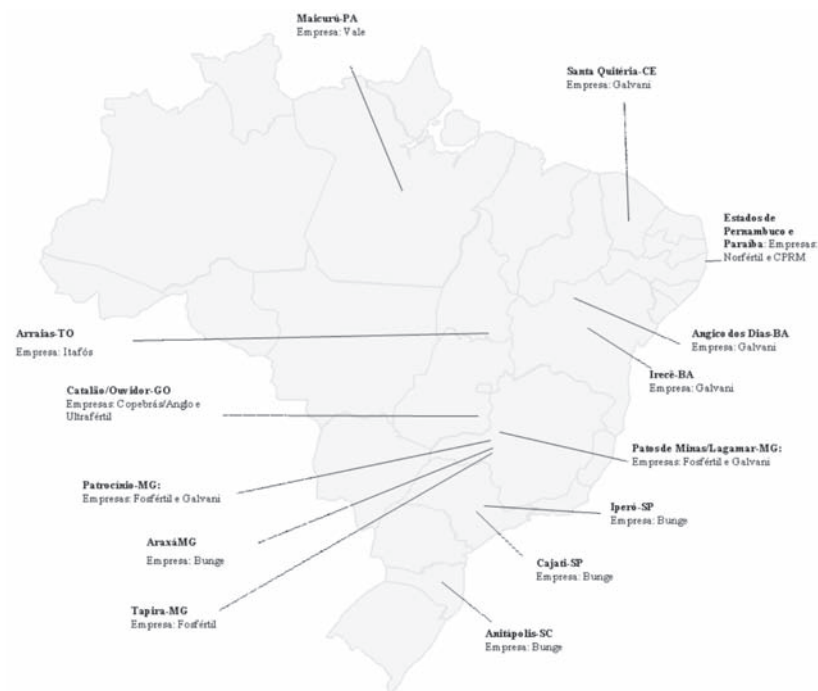 Maicurú-PA
Empresa: Vale
Santa Quitéria-CE
Empresa: Galvani
Estados de
Pernambuco e
Paraíba: Empresas:
Norfértil e CPRM
Arraias-TO
Empresa: Itafós
Angico dos Dias-BA
Empresa: Galvani
Irecê-BA
Empresa: Galvani
Catalão/Ouvidor-GO
Empresas: Copebrás/Anglo e
Ultrafértil
Patos de Minas/Lagamar-MG:
Empresas: Fosfértil e Galvani
Patrocínio-MG:
Empresas: Fosfértil e Galvani
Iperó-SP
Empresa: Bunge
AraxáMG
Empresa: Bunge
Cajati-SP
Empresa: Bunge
Tapira-MG
Empresa: Fosfértil
Anitápolis-SC
Empresa: Bunge